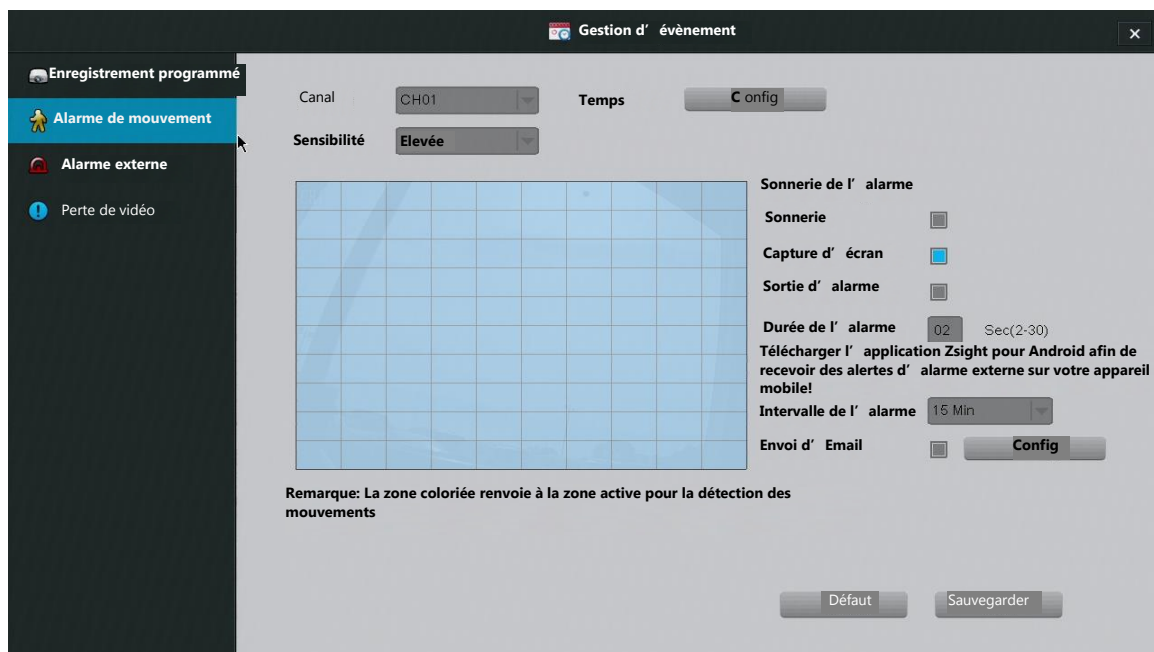 Gestion d’ évènement
Enregistrement programmé
Alarme de mouvement
Alarme externe
Perte de vidéo
Canal CH01 Temps C onfig
Sensibilité Elevée
Sonnerie de l’ alarme
Sonnerie
Capture d’ écran
Sortie d’ alarme
Durée de l’ alarme 02 Sec(2-30)
Télécharger l’ application Zsight pour Android afin de
recevoir des alertes d’ alarme externe sur votre appareil
mobile!
Intervalle de l’ alarme 15 Min
Envoi d’ Email Config
Remarque: La zone coloriée renvoie à la zone active pour la détection des
mouvements
Défaut Sauvegarder